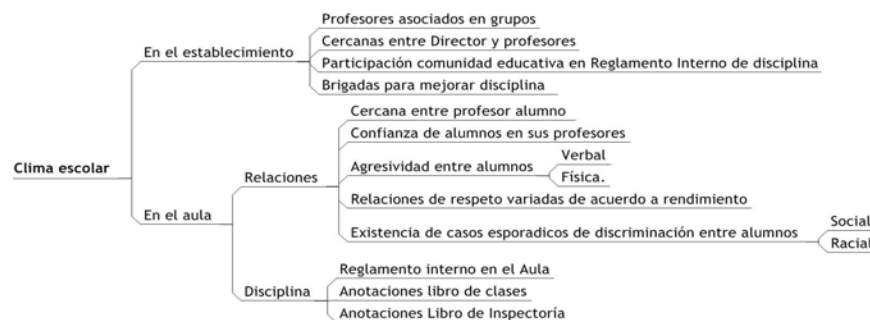 Clima escolar
En el establecimiento
Profesores asociados en grupos
Cercanas entre Director y profesores
Participación comunidad educativa en Reglamento Interno de disciplina
Brigadas para mejorar disciplina
En el aula
Relaciones
Cercana entre profesor alumno
Confianza de alumnos en sus profesores
Agresividad entre alumnos
Verbal
Física.
Relaciones de respeto variadas de acuerdo a rendimiento
Existencia de casos esporadicos de discriminación entre alumnos
Social
Racial
Disciplina
Reglamento interno en el Aula
Anotaciones libro de clases
Anotaciones Libro de Inspectoría